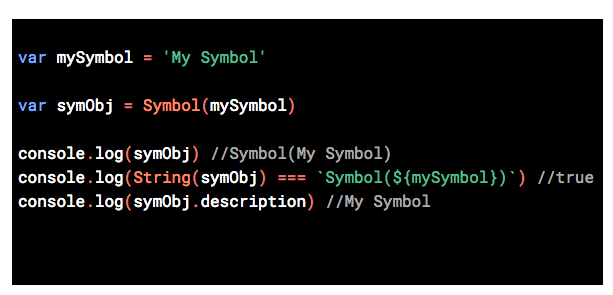 var mySymbol = 'My Symbol'
var symObj = Symbol(mySymbol)
console.log(symObj) //Symbol(My Symbol)
console.log(String(symObj) === `Symbol(${mySymbol})`) //true
console.log(symObj.description) //My Symbol